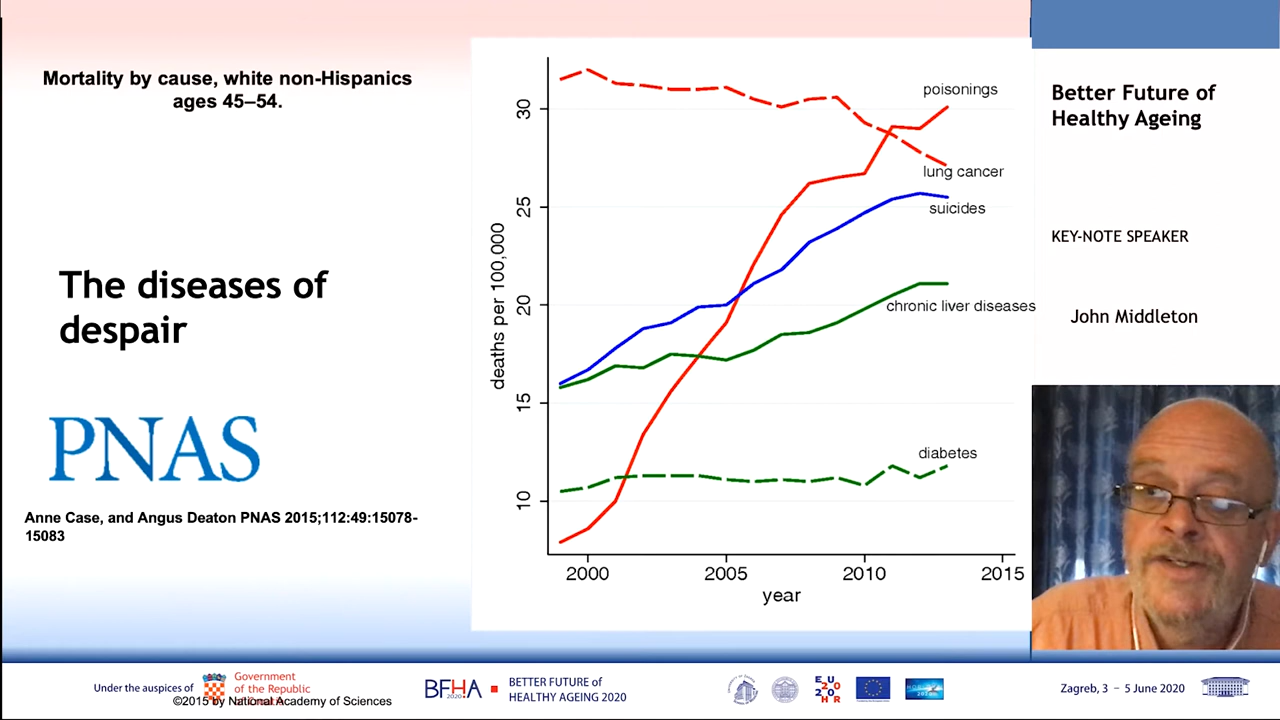 Mortality by cause, white non-Hispanics
ages 45–54.
The diseases of
despair
PNAS
Anne Case, and Angus Deaton PNAS 2015;112:49:15078-
15083
deaths per 100,000
30
25
20
15
10
poisonings
lung cancer
suicides
chronic liver diseases
diabetes
2000 2005 2010 2015
year
Better Future of
Healthy Ageing
KEY-NOTE SPEAKER
John Middleton
Under the auspices of
Government
of the Republic
©2015 by National Academy of Sciences
BFHA
2020
BETTER FUTURE of
HEALTHY AGEING 2020
EU
20
HR
Zagreb, 3 – 5 June 2020